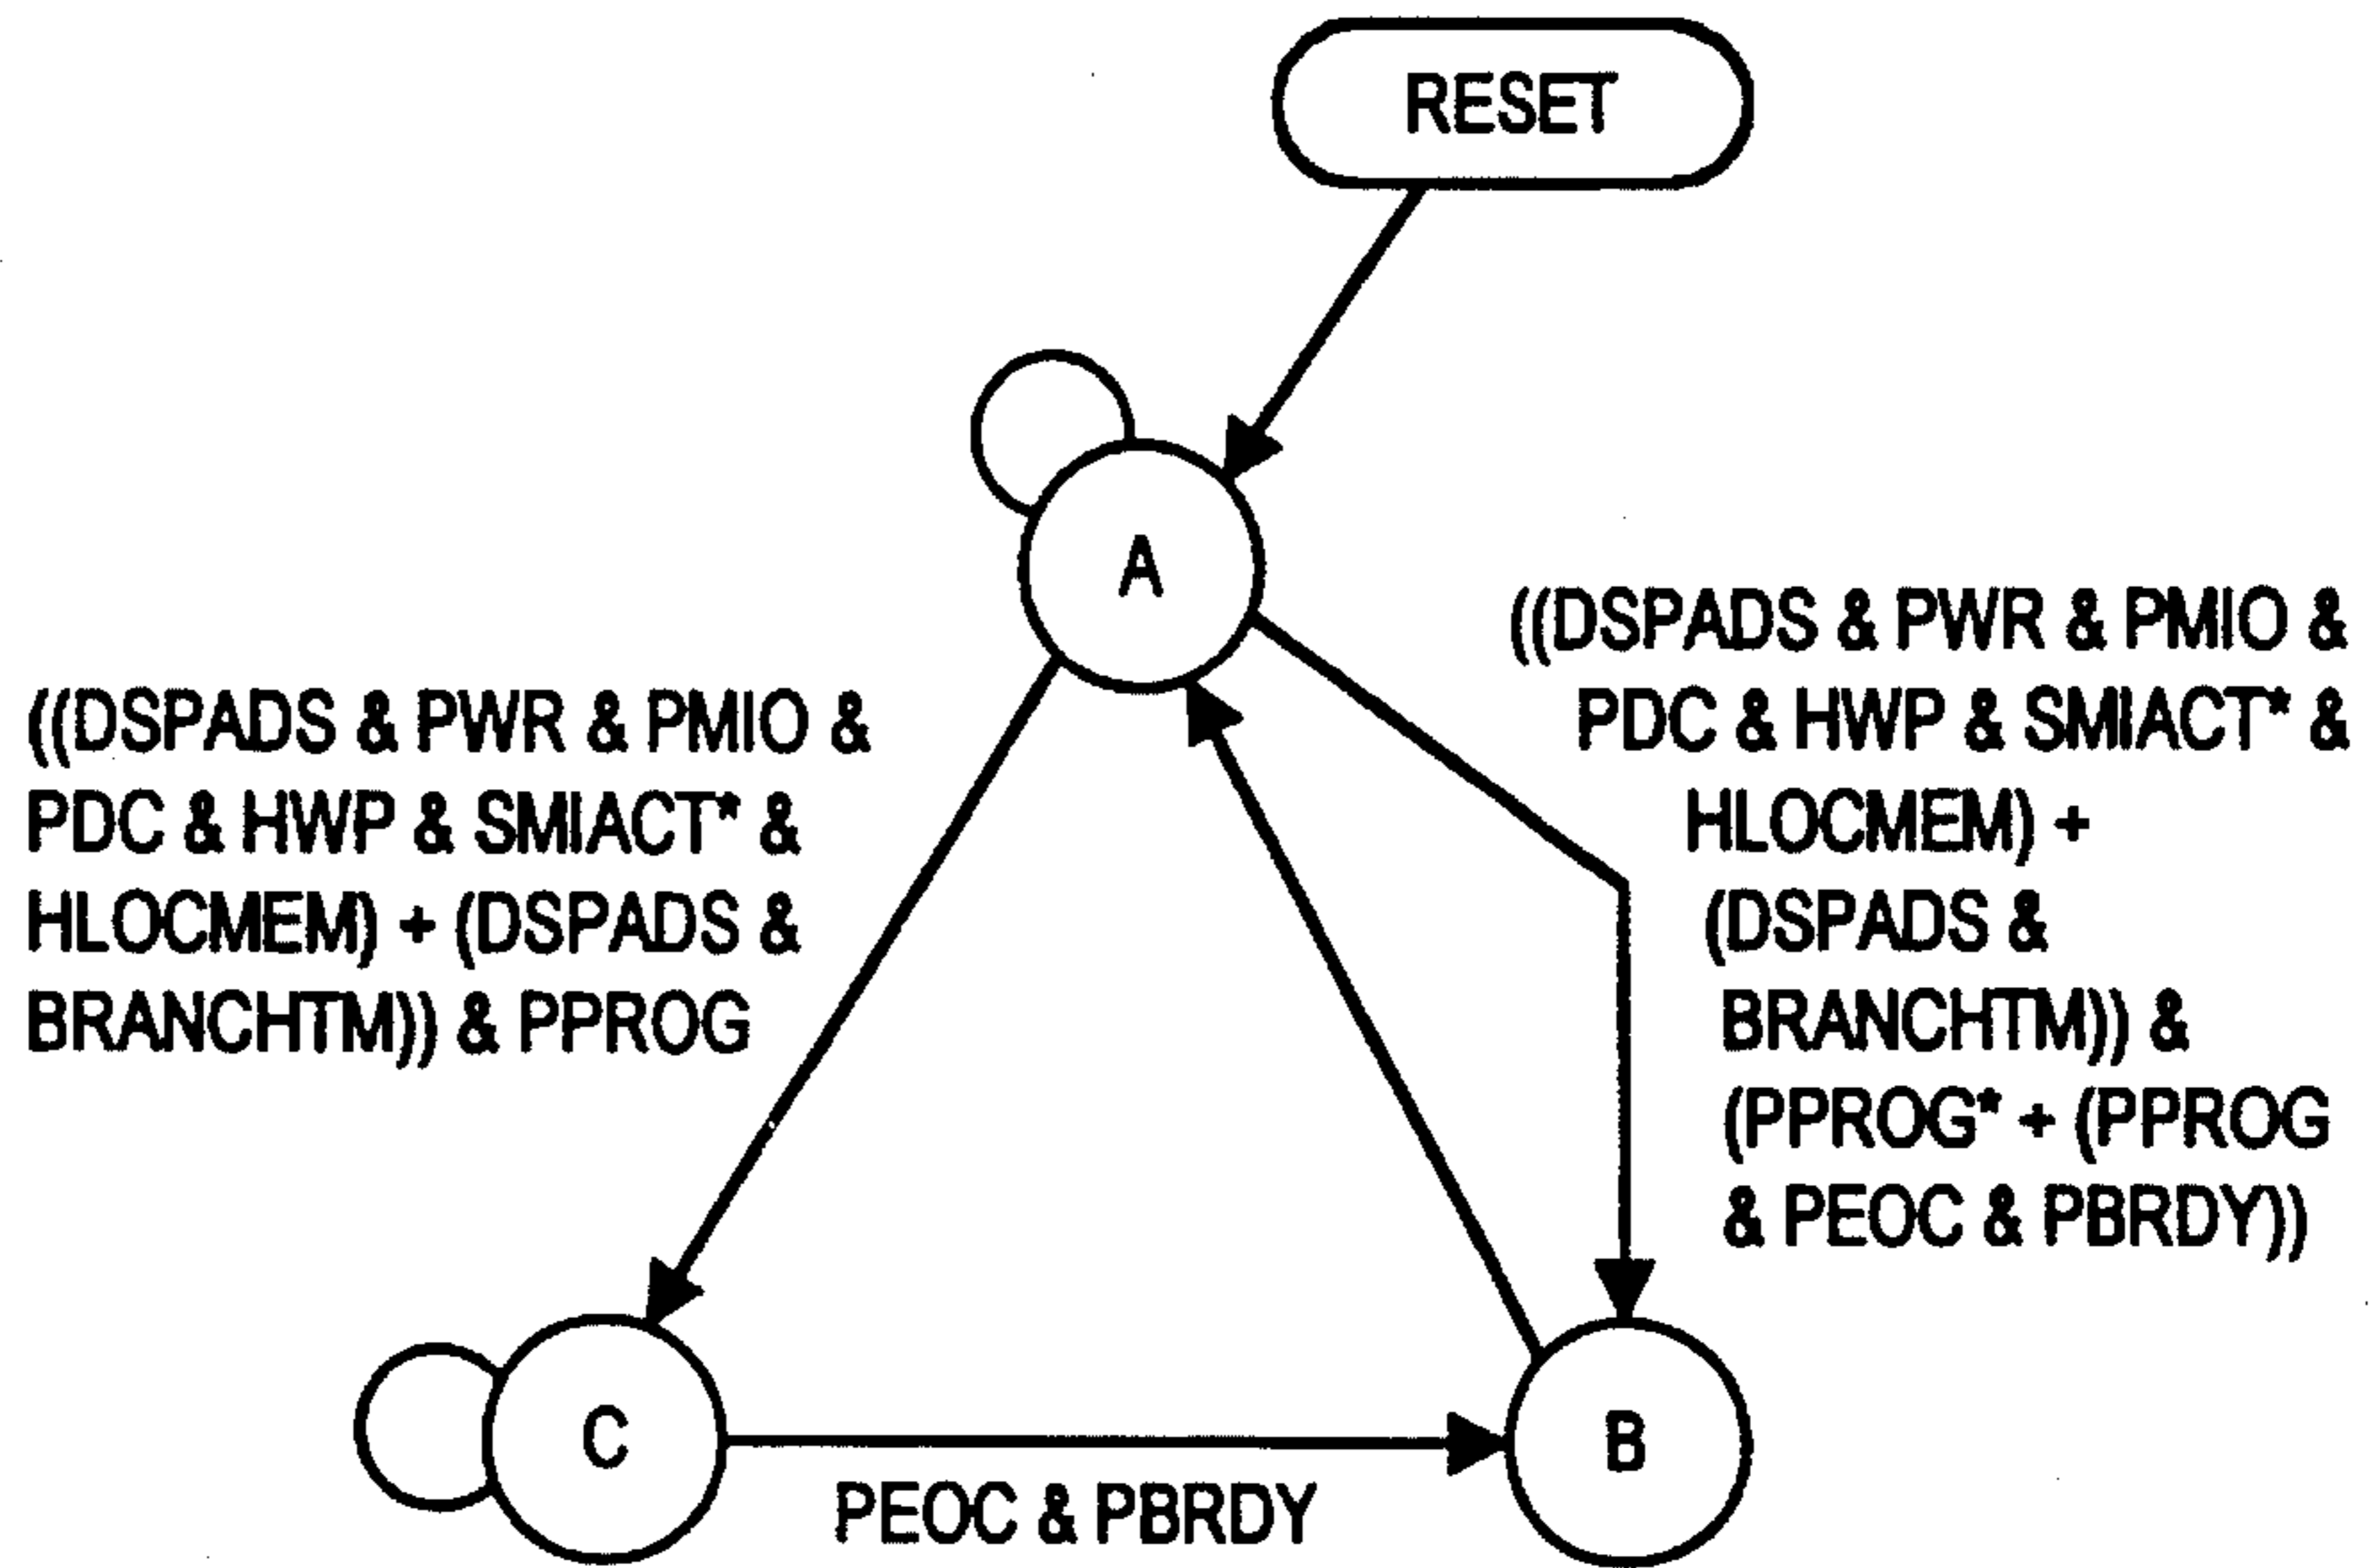 RESET
A
((DSPADS & PWR & PMIO &
PDC & HWP & SMIACT* &
HLOCMEM) + (DSPADS &
BRANCHTM)) & PPROG
((DSPADS & PWR & PMIO &
PDC & HWP & SMIACT* &
HLOCMEM) +
(DSPADS &
BRANCHTM)) &
(PPROG* + (PPROG
& PEOC & PBRDY))
C
PEOC & PBRDY
B